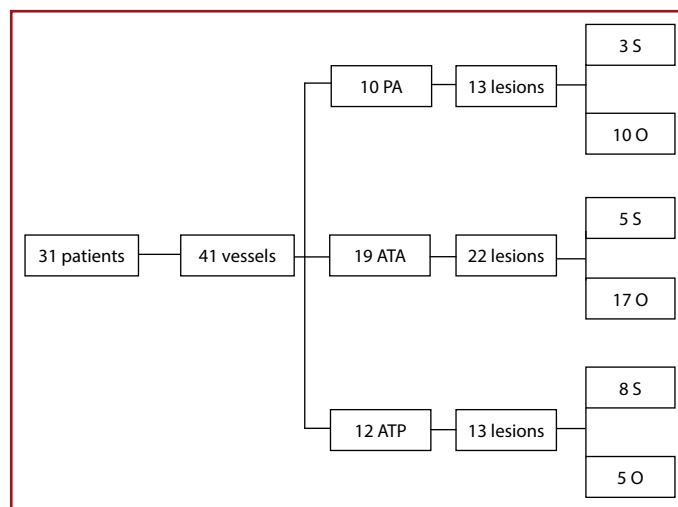 3 S
10 PA
13 lesions
10 O
5 S
31 patients
41 vessels
19 ATA
22 lesions
17 O
8 S
12 ATP
13 lesions
5 O